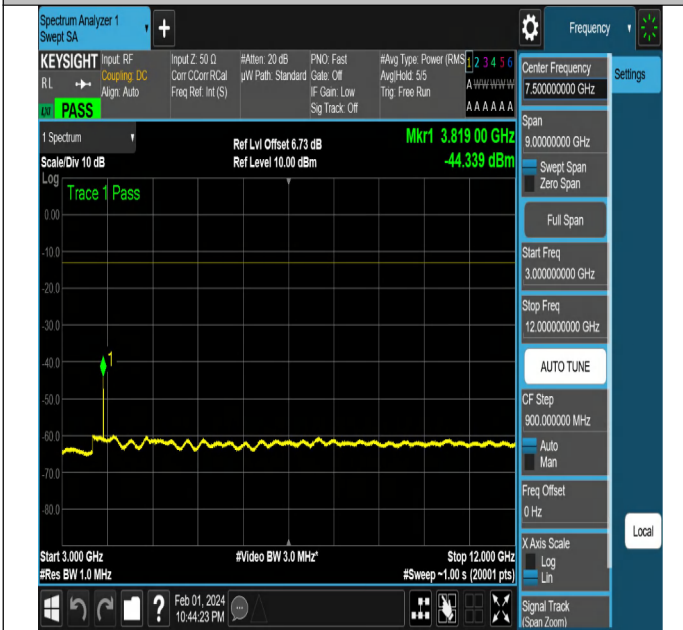 Spectrum Analyzer 1
Swept SA
+
Frequency
KEYSIGHT
RL
LXI PASS
Input: RF
Coupling: DC
Align: Auto
Input Z: 50 Ω
Corr CCorr RCal
Freq Ref: Int (S)
#Atten: 20 dB
µW Path: Standard
PNO: Fast
Gate: Off
IF Gain: Low
Sig Track: Off
#Avg Type: Power (RMS
Avg|Hold: 5/5
Trig: Free Run
1 2 3 4 5 6
A W W W W W
A A A A A A
1 Spectrum
Scale/Div 10 dB
Ref Lvl Offset 6.73 dB
Ref Level 10.00 dBm
Mkr1 3.819 00 GHz
-44.339 dBm
Log
Trace 1 Pass
0.00
-10.0
-20.0
-30.0
-40.0
-50.0
-60.0
-70.0
-80.0
1
Start 3.000 GHz
#Res BW 1.0 MHz
#Video BW 3.0 MHz*
Stop 12.000 GHz
#Sweep ~1.00 s (20001 pts)
Feb 01, 2024
10:44:23 PM
?
Center Frequency
7.500000000 GHz
Settings
Span
9.00000000 GHz
Swept Span
Zero Span
Full Span
Start Freq
3.000000000 GHz
Stop Freq
12.000000000 GHz
AUTO TUNE
CF Step
900.000000 MHz
Auto
Man
Freq Offset
0 Hz
X Axis Scale
Log
Lin
Local
Signal Track
(Span Zoom)